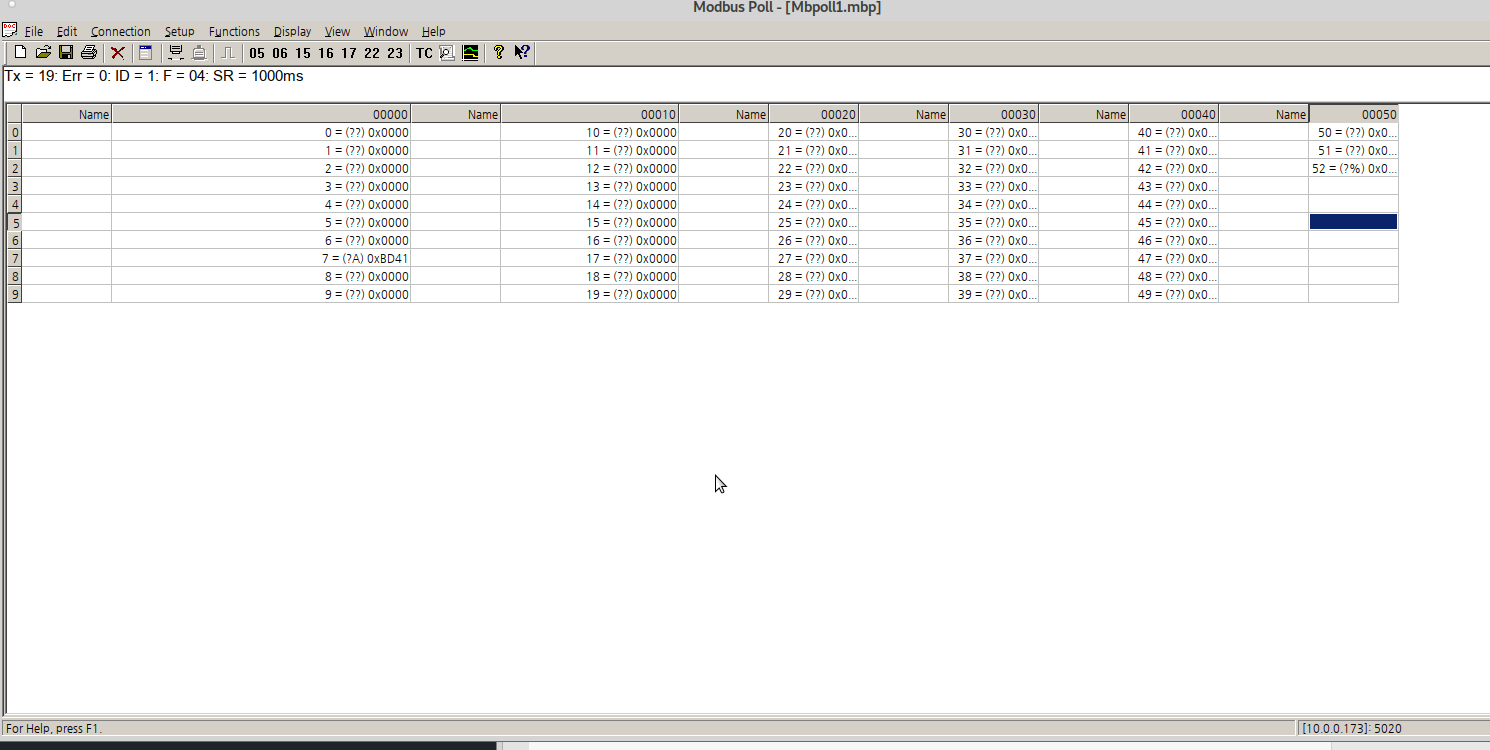 Modbus Poll - [Mbpoll1.mbp]
File Edit Connection Setup Functions Display View Window Help
05 06 15 16 17 22 23 TC
Tx = 19: Err = 0: ID = 1: F = 04: SR = 1000ms
Name 00000 Name 00010 Name 00020 Name 00030 Name 00040 Name 00050
0 0 = (??) 0x0000 10 = (??) 0x0000 20 = (??) 0x0... 30 = (??) 0x0... 40 = (??) 0x0... 50 = (??) 0x0...
1 1 = (??) 0x0000 11 = (??) 0x0000 21 = (??) 0x0... 31 = (??) 0x0... 41 = (??) 0x0... 51 = (??) 0x0...
2 2 = (??) 0x0000 12 = (??) 0x0000 22 = (??) 0x0... 32 = (??) 0x0... 42 = (??) 0x0... 52 = (?%) 0x0...
3 3 = (??) 0x0000 13 = (??) 0x0000 23 = (??) 0x0... 33 = (??) 0x0... 43 = (??) 0x0...
4 4 = (??) 0x0000 14 = (??) 0x0000 24 = (??) 0x0... 34 = (??) 0x0... 44 = (??) 0x0...
5 5 = (??) 0x0000 15 = (??) 0x0000 25 = (??) 0x0... 35 = (??) 0x0... 45 = (??) 0x0...
6 6 = (??) 0x0000 16 = (??) 0x0000 26 = (??) 0x0... 36 = (??) 0x0... 46 = (??) 0x0...
7 7 = (?A) 0xBD41 17 = (??) 0x0000 27 = (??) 0x0... 37 = (??) 0x0... 47 = (??) 0x0...
8 8 = (??) 0x0000 18 = (??) 0x0000 28 = (??) 0x0... 38 = (??) 0x0... 48 = (??) 0x0...
9 9 = (??) 0x0000 19 = (??) 0x0000 29 = (??) 0x0... 39 = (??) 0x0... 49 = (??) 0x0...
For Help, press F1. [10.0.0.173]: 5020